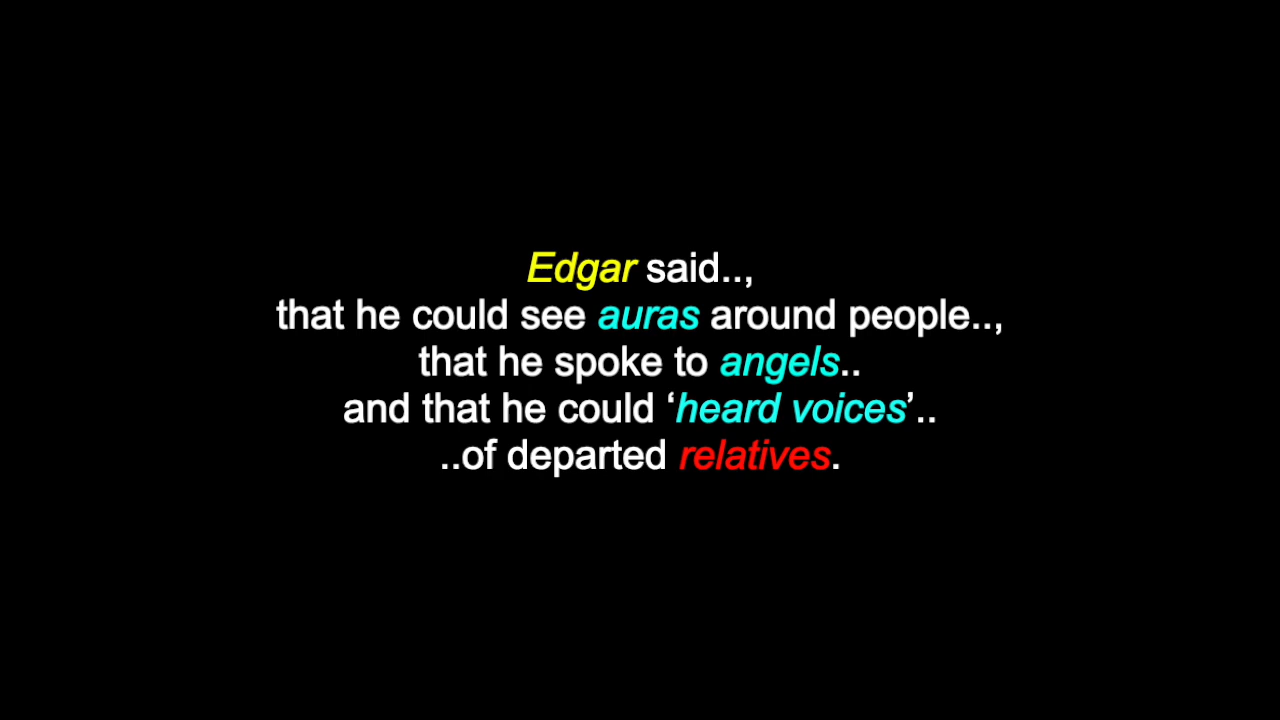 Edgar said..,
that he could see auras around people..,
that he spoke to angels..
and that he could ‘heard voices’..
..of departed relatives.